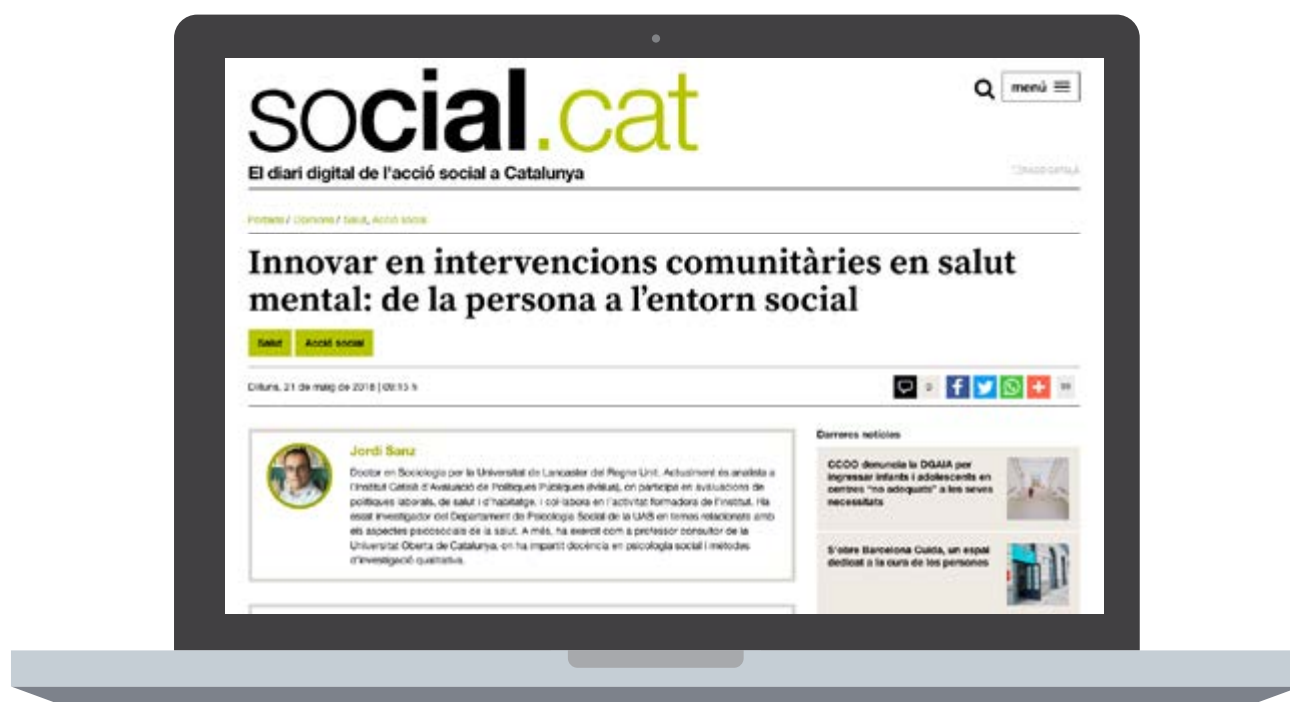 social.cat
menú
El diari digital de l'acció social a Catalunya
Portada / Opinions / Salut, Acció social
Innovar en intervencions comunitàries en salut
mental: de la persona a l'entorn social
Salut
Acció social
Dilluns, 21 de maig de 2018 | 09:15 h
0
Jordi Sanz
Doctor en Sociologia per la Universitat de Lancaster del Regne Unit. Actualment és analista a
l'Institut Català d'Avaluació de Polítiques Públiques (Ivàlua), on participa en avaluacions de
polítiques laborals, de salut i d'habitatge, i col·labora en l'activitat formadora de l'institut. Ha
estat investigador del Departament de Psicologia Social de la UAB en temes relacionats amb
els aspectes psicosocials de la salut. A més, ha exercit com a professor consultor de la
Universitat Oberta de Catalunya, on ha impartit docència en psicologia social i mètodes
d'investigació qualitativa.
Darreres notícies
CCOO denuncia la DGAIA per
ingressar infants i adolescents en
centres "no adequats" a les seves
necessitats
S'obre Barcelona Cuida, un espai
dedicat a la cura de les persones